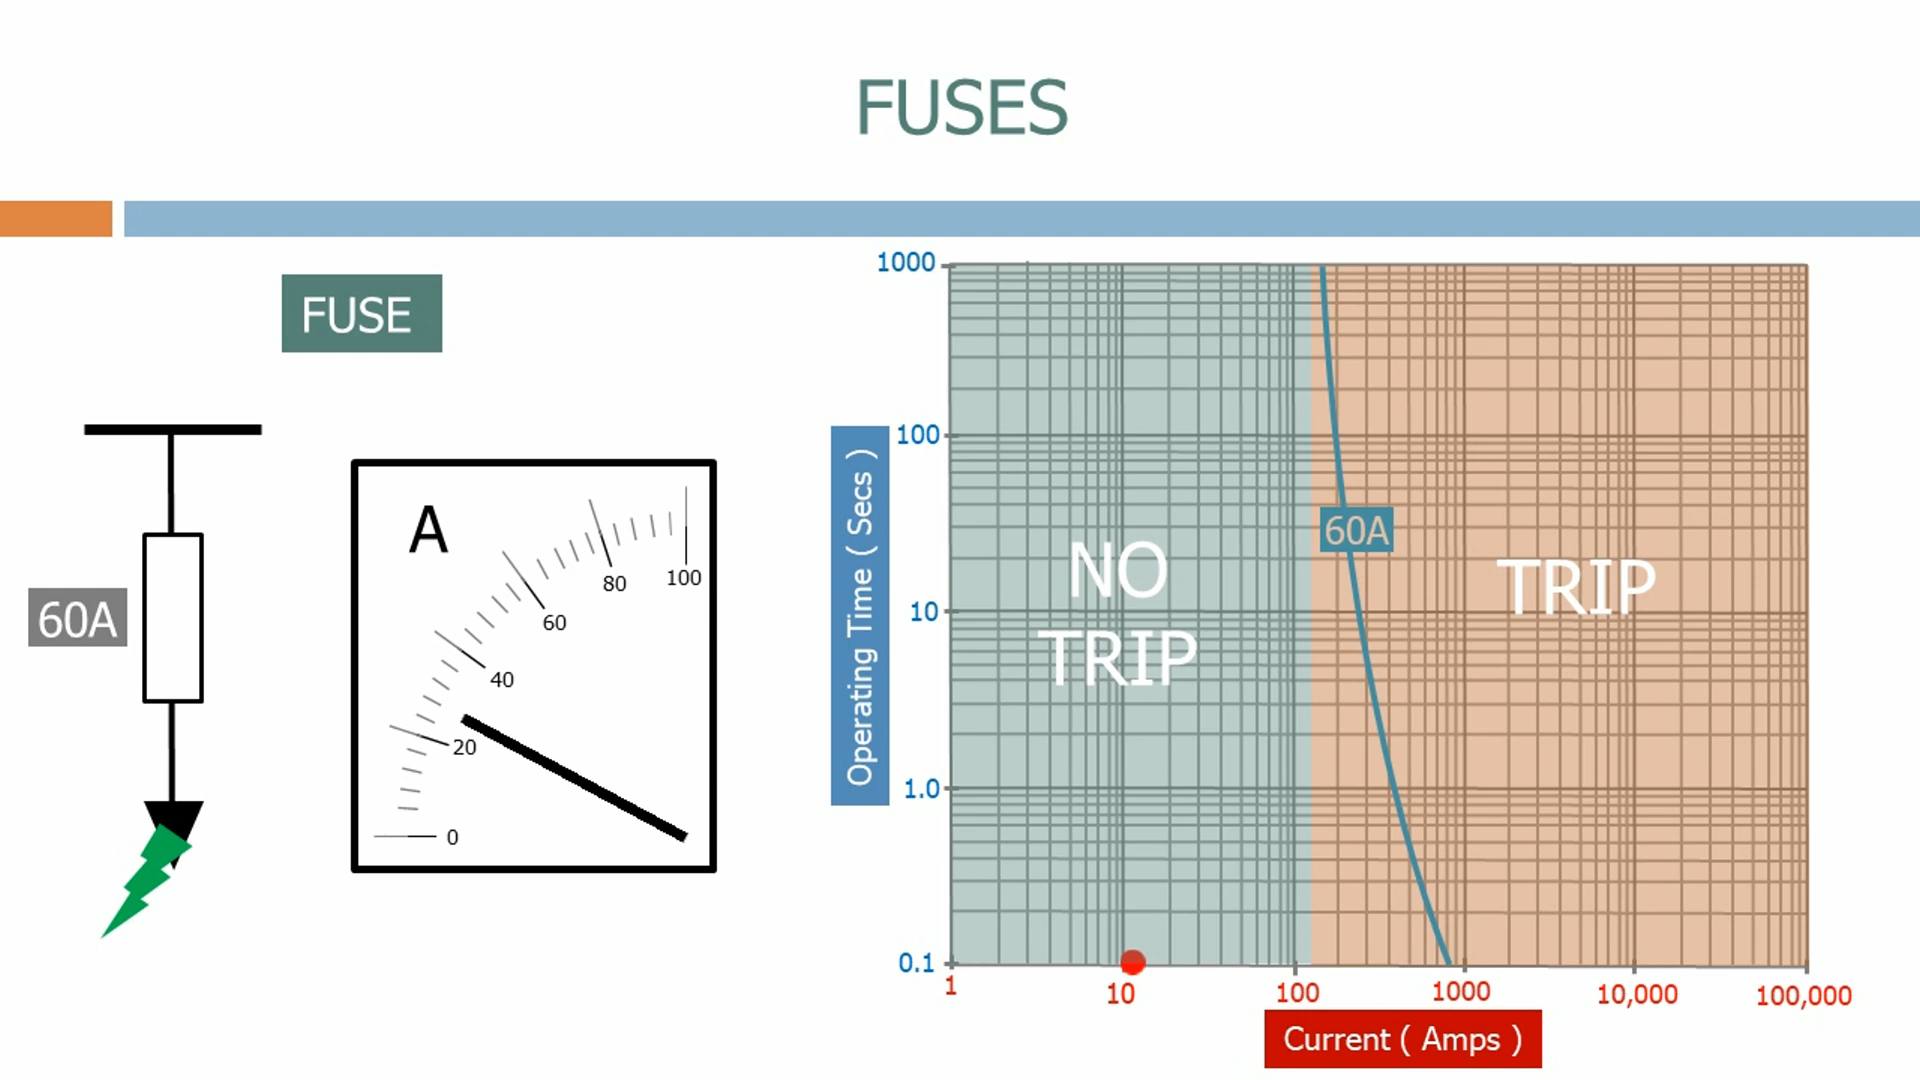 FUSES
FUSE
60A
A
0
20
40
60
80
100
Operating Time ( Secs )
1000
100
10
1.0
0.1
NO
TRIP
60A
TRIP
1
10
100
1000
10,000
100,000
Current ( Amps )